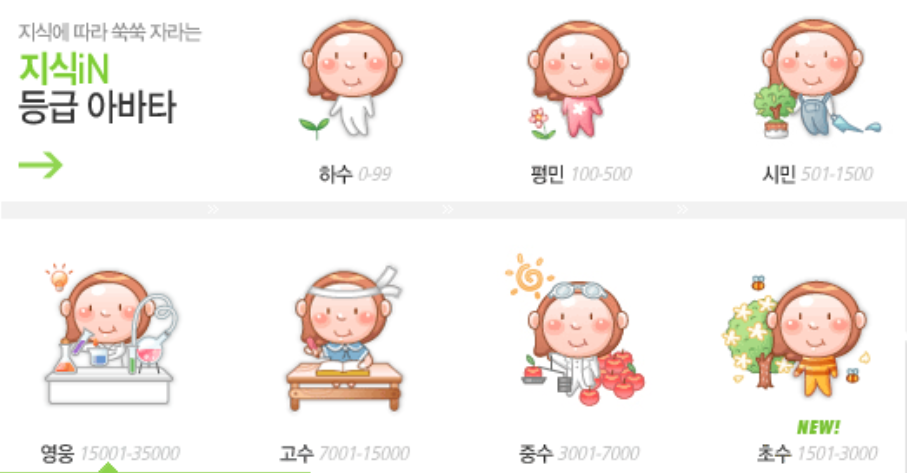 지식에 따라 쑥쑥 자라는
지식iN
등급 아바타
하수 0-99
평민 100-500
시민 501-1500
영웅 15001-35000
고수 7001-15000
중수 3001-7000
NEW!
초수 1501-3000